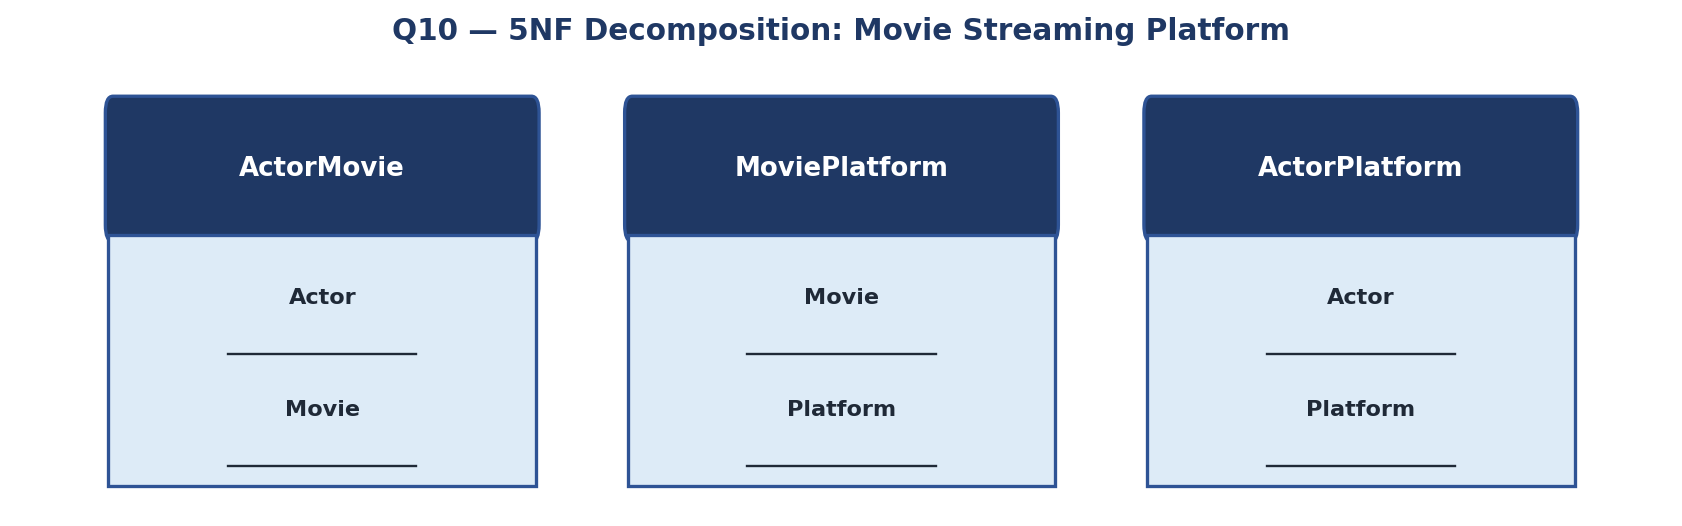 Q10 — 5NF Decomposition: Movie Streaming Platform
ActorMovie
Actor
Movie
MoviePlatform
Movie
Platform
ActorPlatform
Actor
Platform